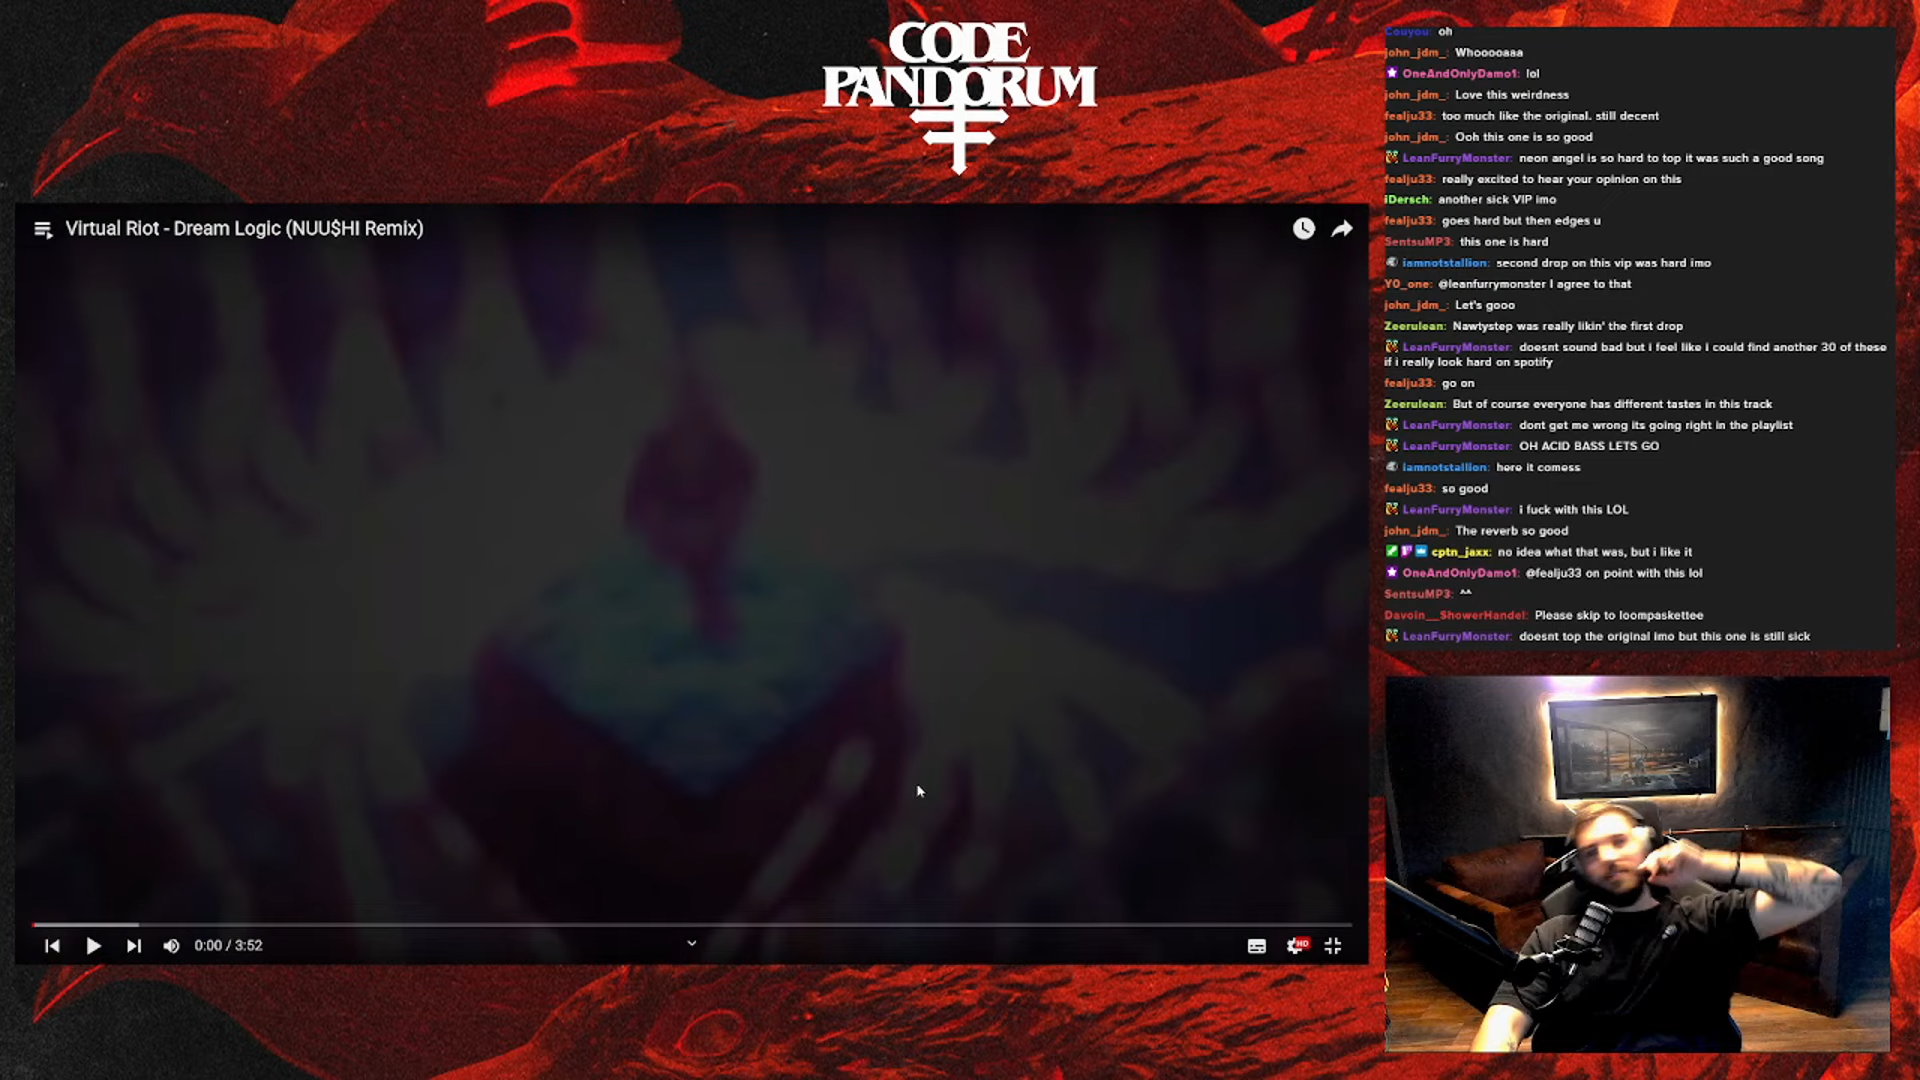 CODE
PANDORUM
Virtual Riot - Dream Logic (NUU$HI Remix)
0:00 / 3:52
HD
Couyou: oh
john_jdm_: Whooooaaa
OneAndOnlyDamo1: lol
john_jdm_: Love this weirdness
fealju33: too much like the original. still decent
john_jdm_: Ooh this one is so good
LeanFurryMonster: neon angel is so hard to top it was such a good song
fealju33: really excited to hear your opinion on this
iDersch: another sick VIP imo
fealju33: goes hard but then edges u
SentsuMP3: this one is hard
iamnotstallion: second drop on this vip was hard imo
Y0_one: @leanfurrymonster I agree to that
john_jdm_: Let's gooo
Zeerulean: Nawtystep was really likin' the first drop
LeanFurryMonster: doesnt sound bad but i feel like i could find another 30 of these
if i really look hard on spotify
fealju33: go on
Zeerulean: But of course everyone has different tastes in this track
LeanFurryMonster: dont get me wrong its going right in the playlist
LeanFurryMonster: OH ACID BASS LETS GO
iamnotstallion: here it comess
fealju33: so good
LeanFurryMonster: i fuck with this LOL
john_jdm_: The reverb so good
cptn_jaxx: no idea what that was, but i like it
OneAndOnlyDamo1: @fealju33 on point with this lol
SentsuMP3: ^^
Davoin__ShowerHandel: Please skip to loompaskettee
LeanFurryMonster: doesnt top the original imo but this one is still sick